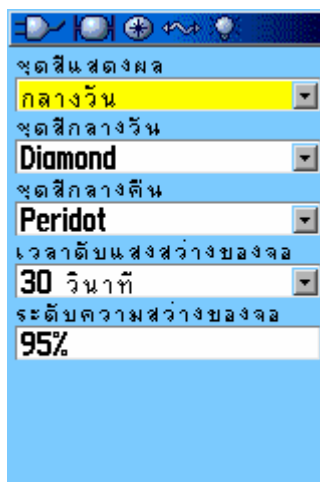 ชุดสีแสดงผล
กลางวัน
ชุดสีกลางวัน
Diamond
ชุดสีกลางคืน
Peridot
เวลาดับแสงสว่างของจอ
30 วินาที
ระดับความสว่างของจอ
95%